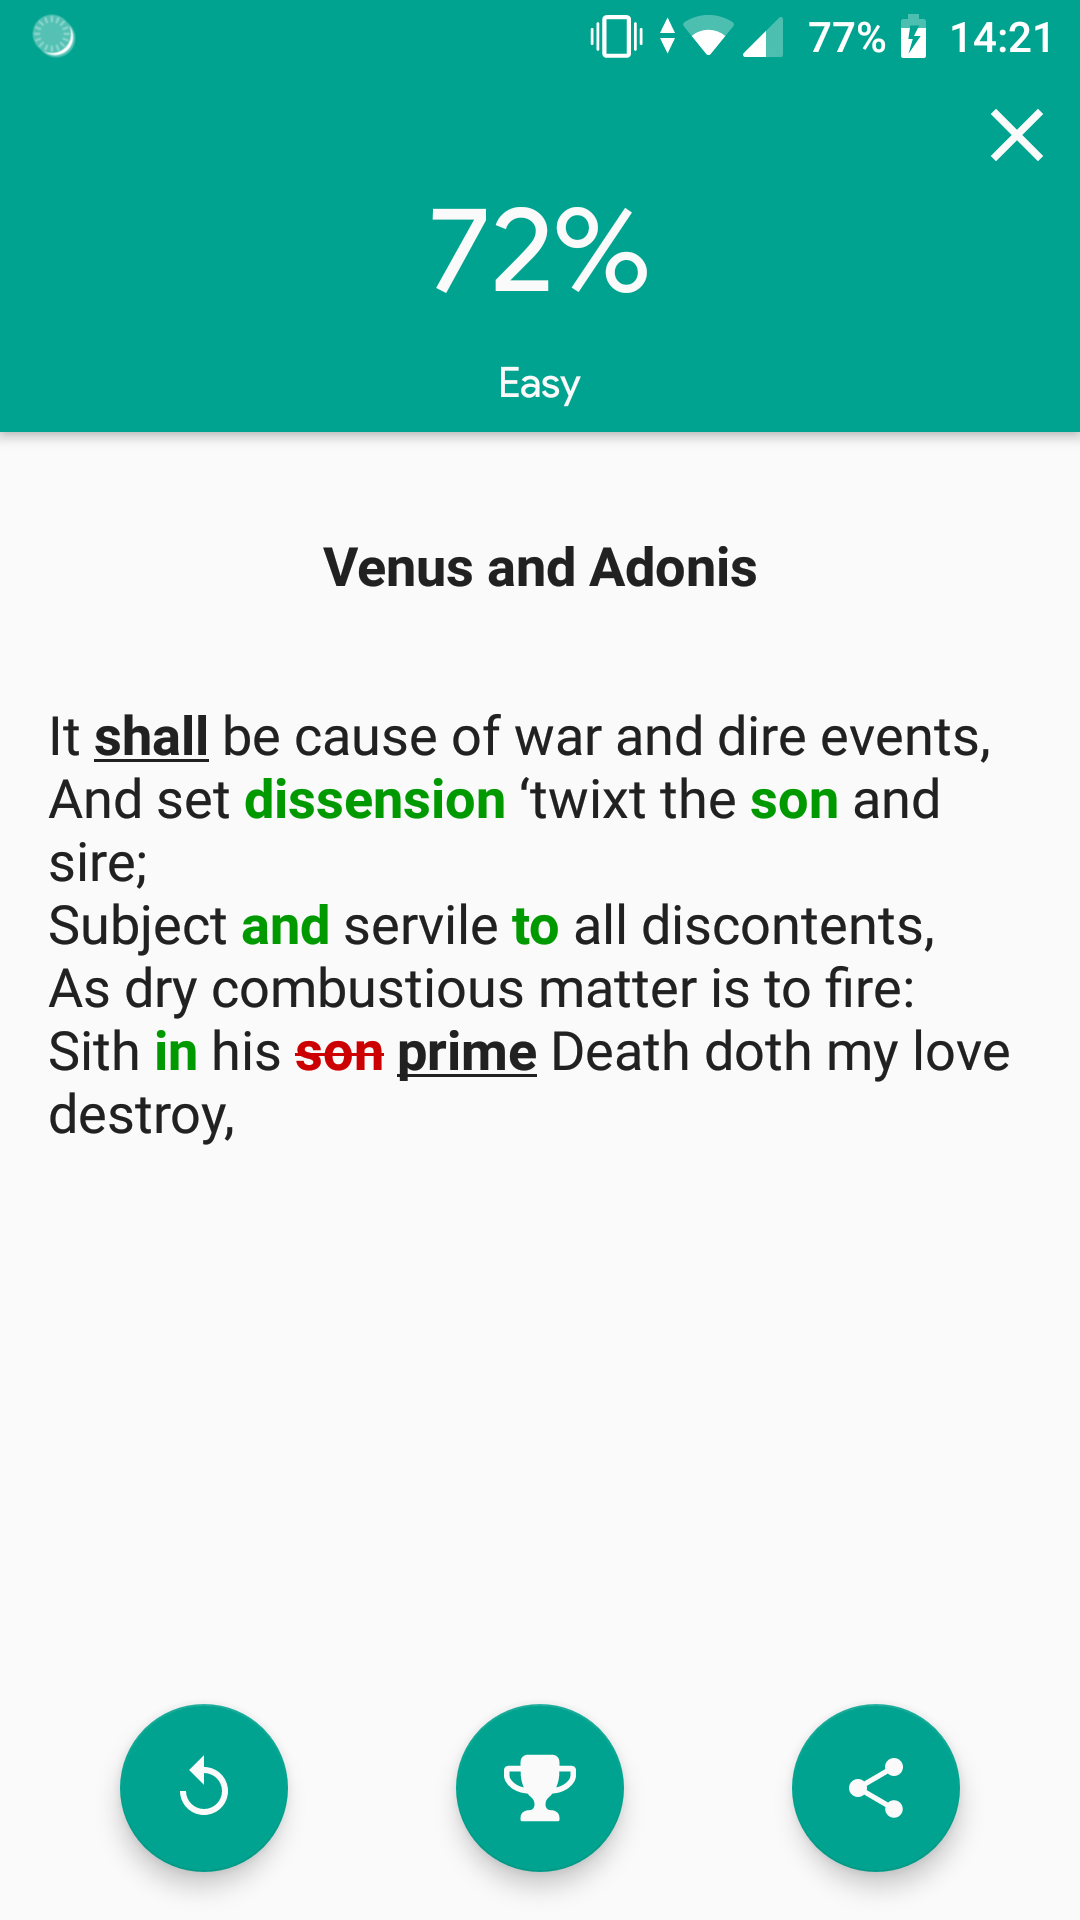 77% 14:21
72%
Easy
Venus and Adonis
It shall be cause of war and dire events,
And set dissension ‘twixt the son and
sire;
Subject and servile to all discontents,
As dry combustious matter is to fire:
Sith in his son prime Death doth my love
destroy,